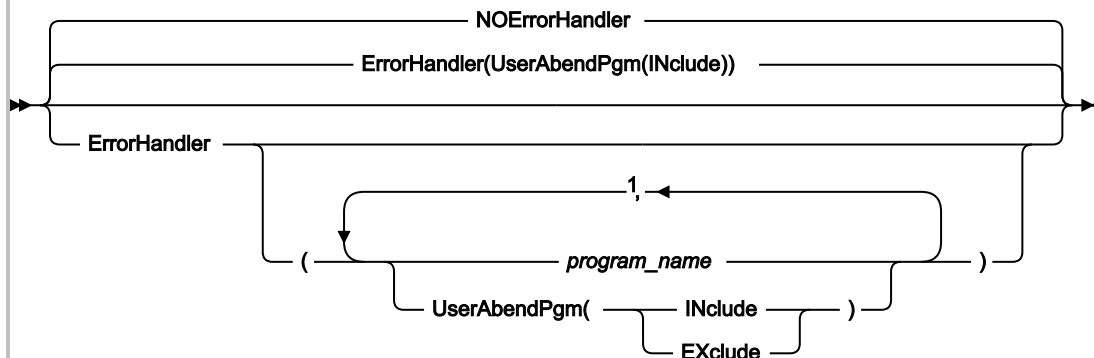 NOErrorHandler
ErrorHandler(UserAbendPgm(INclude))
ErrorHandler
1,
( program_name )
UserAbendPgm( INclude )
EXclude